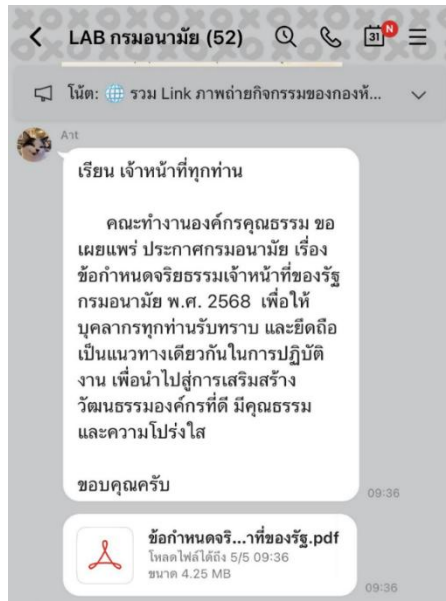 LAB กรมอนามัย (52)
31
N
โน้ต: 🌐 รวม Link ภาพถ่ายกิจกรรมของกองห้...
Art
เรียน เจ้าหน้าที่ทุกท่าน
คณะทำงานองค์กรคุณธรรม ขอ
เผยแพร่ ประกาศกรมอนามัย เรื่อง
ข้อกำหนดจริยธรรมเจ้าหน้าที่ของรัฐ
กรมอนามัย พ.ศ. 2568 เพื่อให้
บุคลากรทุกท่านรับทราบ และยึดถือ
เป็นแนวทางเดียวกันในการปฏิบัติ
งาน เพื่อนำไปสู่การเสริมสร้าง
วัฒนธรรมองค์กรที่ดี มีคุณธรรม
และความโปร่งใส
ขอบคุณครับ
09:36
ข้อกำหนดจริ...าที่ของรัฐ.pdf
โหลดไฟล์ได้ถึง 5/5 09:36
ขนาด 4.25 MB
09:36